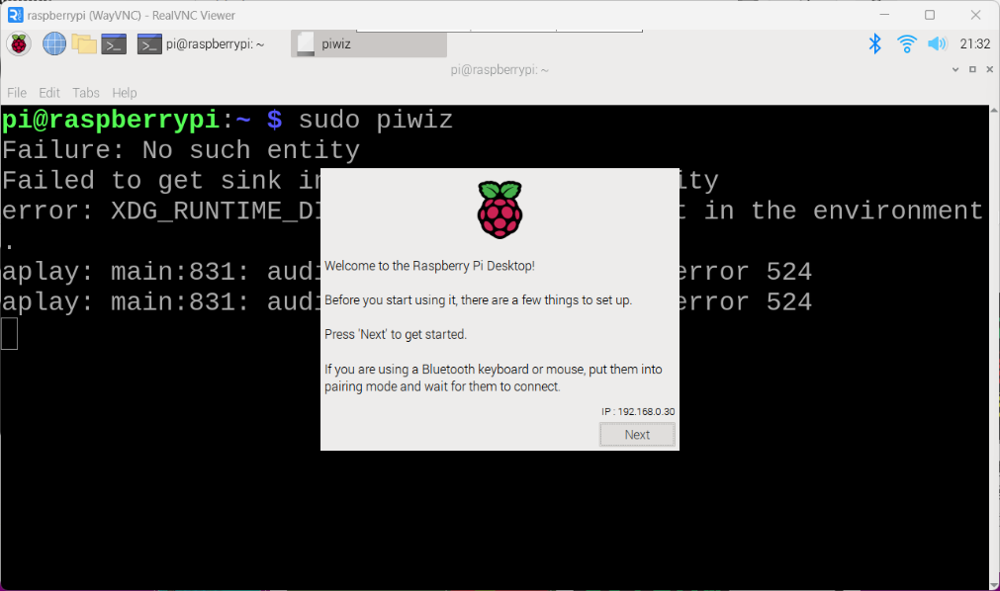 raspberrypi (WayVNC) - RealVNC Viewer
pi@raspberrypi: ~
piwiz
21:32
pi@raspberrypi: ~
File Edit Tabs Help
pi@raspberrypi:~ $ sudo piwiz
Failure: No such entity
Failed to get sink in ity
error: XDG_RUNTIME_DI t in the environment
.
aplay: main:831: audi error 524
aplay: main:831: audi error 524
Welcome to the Raspberry Pi Desktop!
Before you start using it, there are a few things to set up.
Press 'Next' to get started.
If you are using a Bluetooth keyboard or mouse, put them into
pairing mode and wait for them to connect.
IP : 192.168.0.30
Next